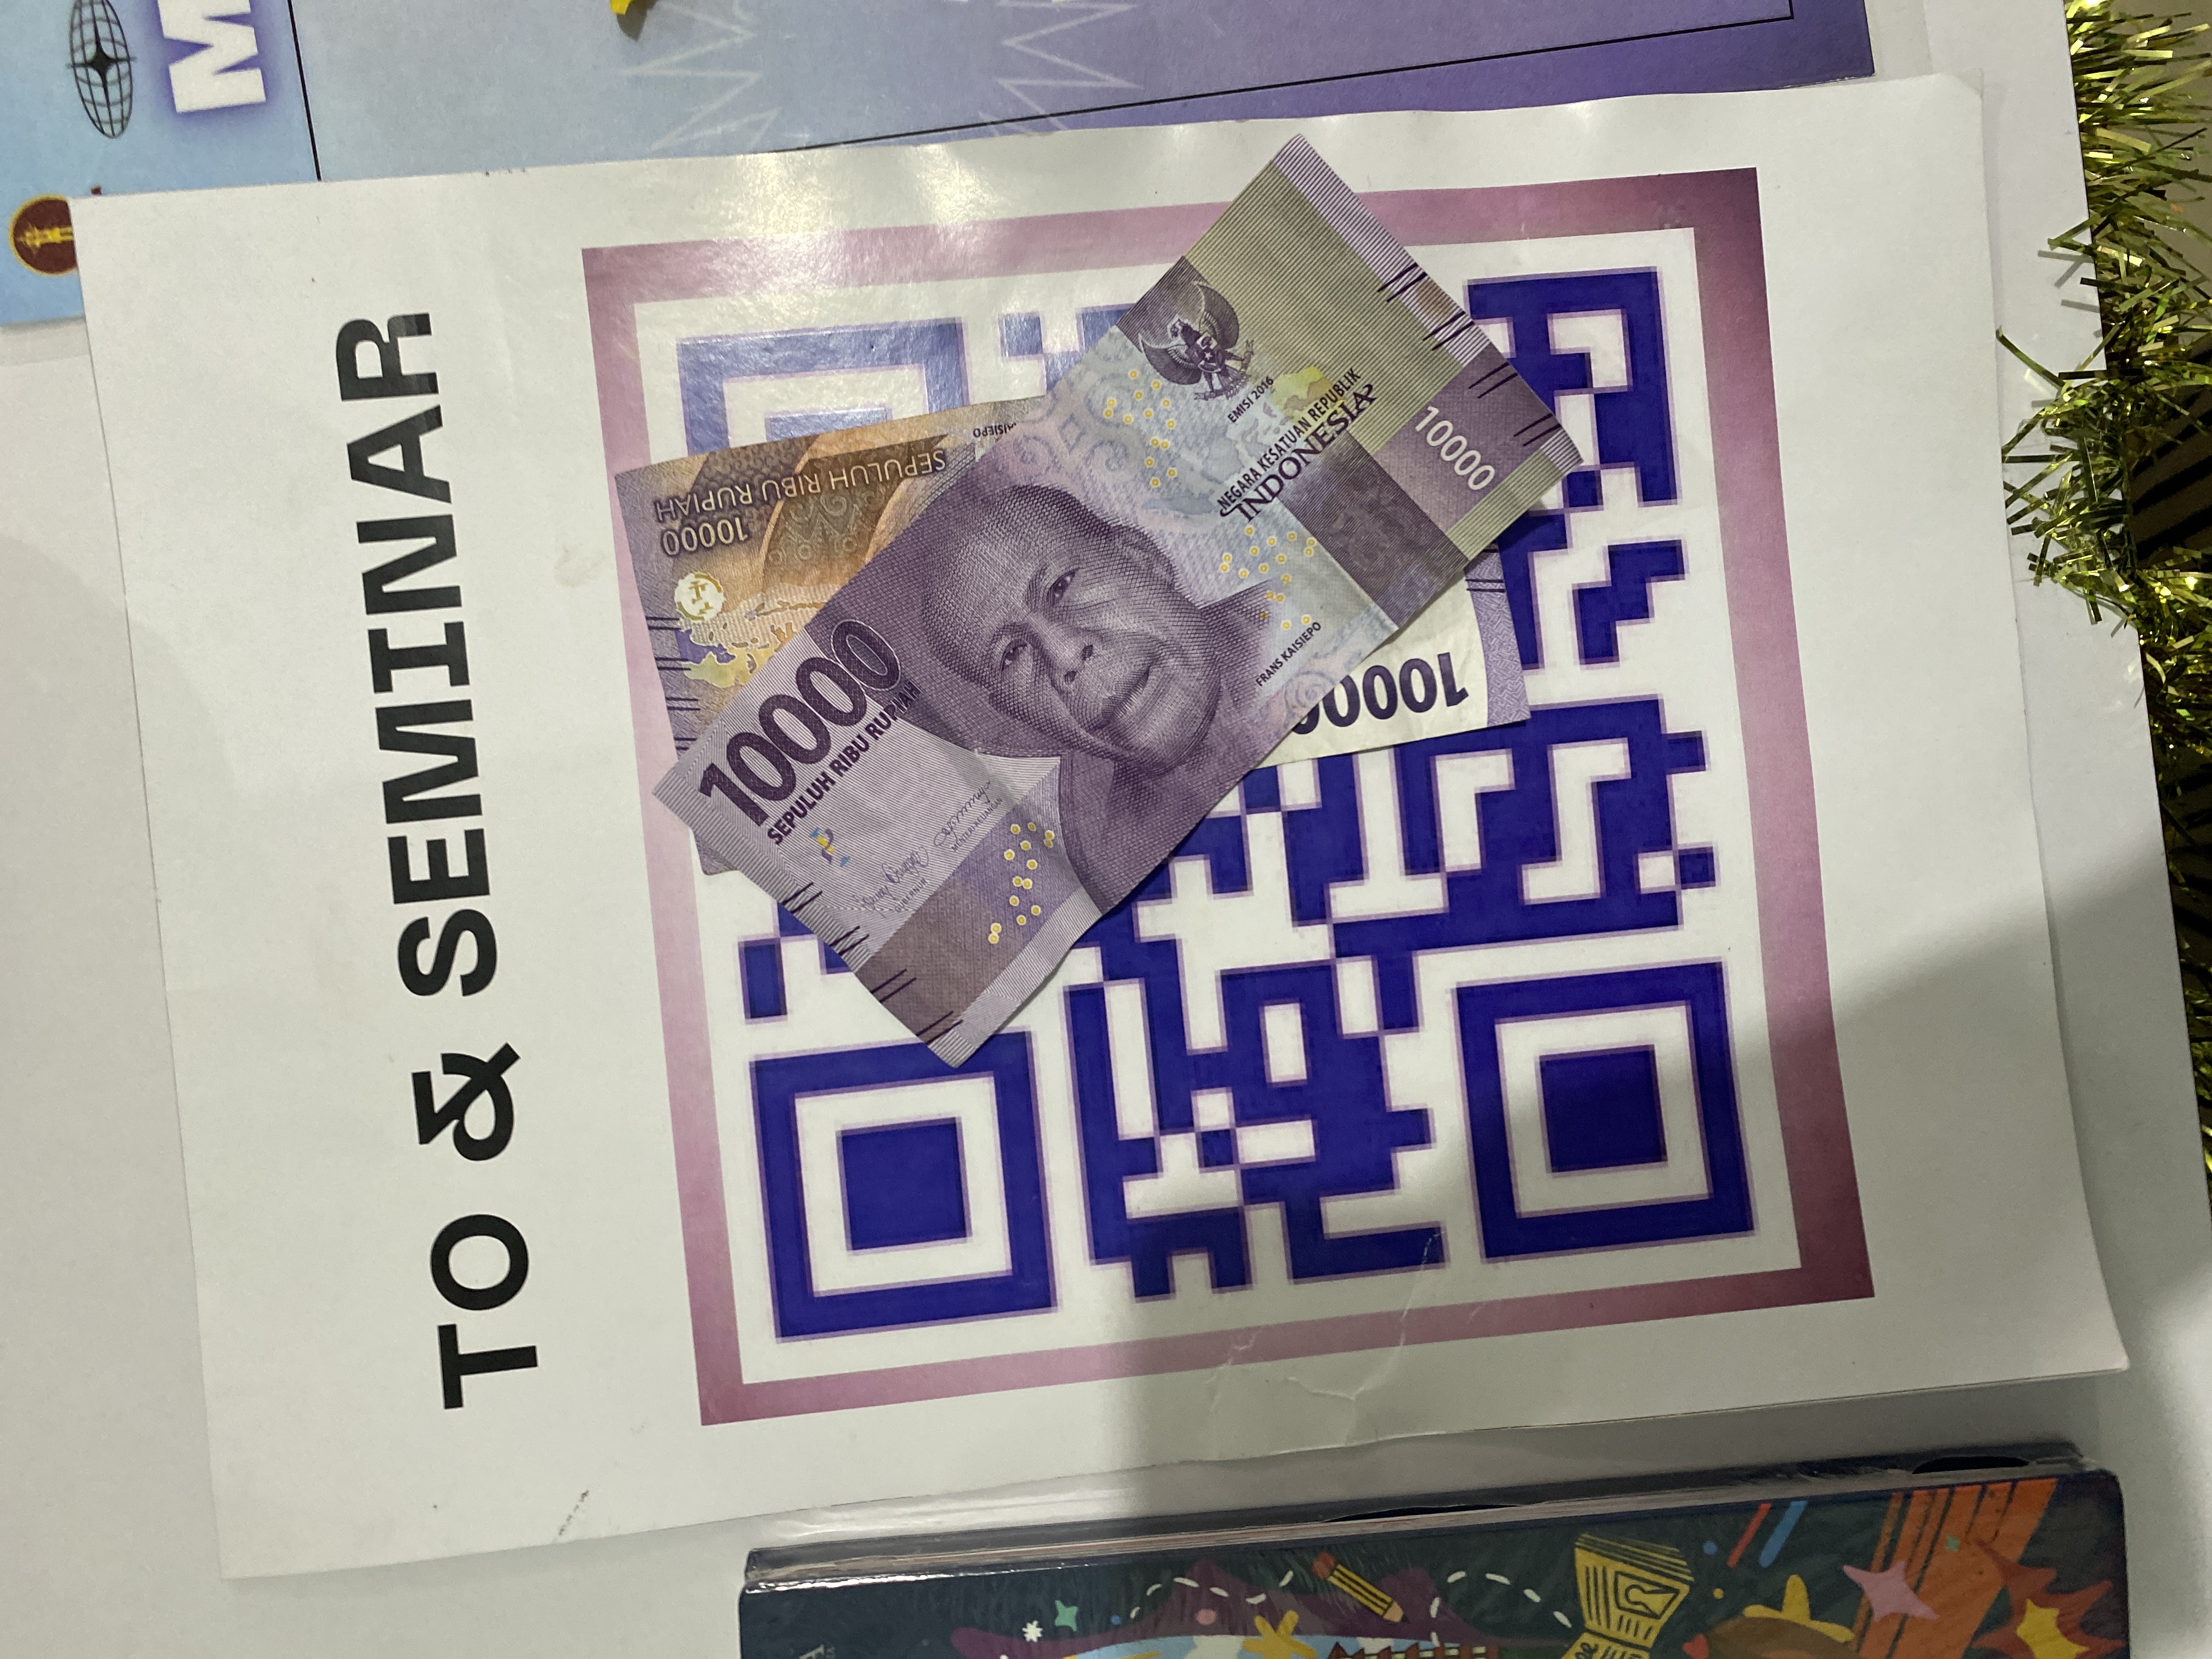 M
TO & SEMINAR
10000
SEPULUH RIBU RUPIAH
10000
SEPULUH RIBU RUPIAH
FRANS KAISIEPO
NEGARA KESATUAN REPUBLIK
INDONESIA
EMISI 2016
10000